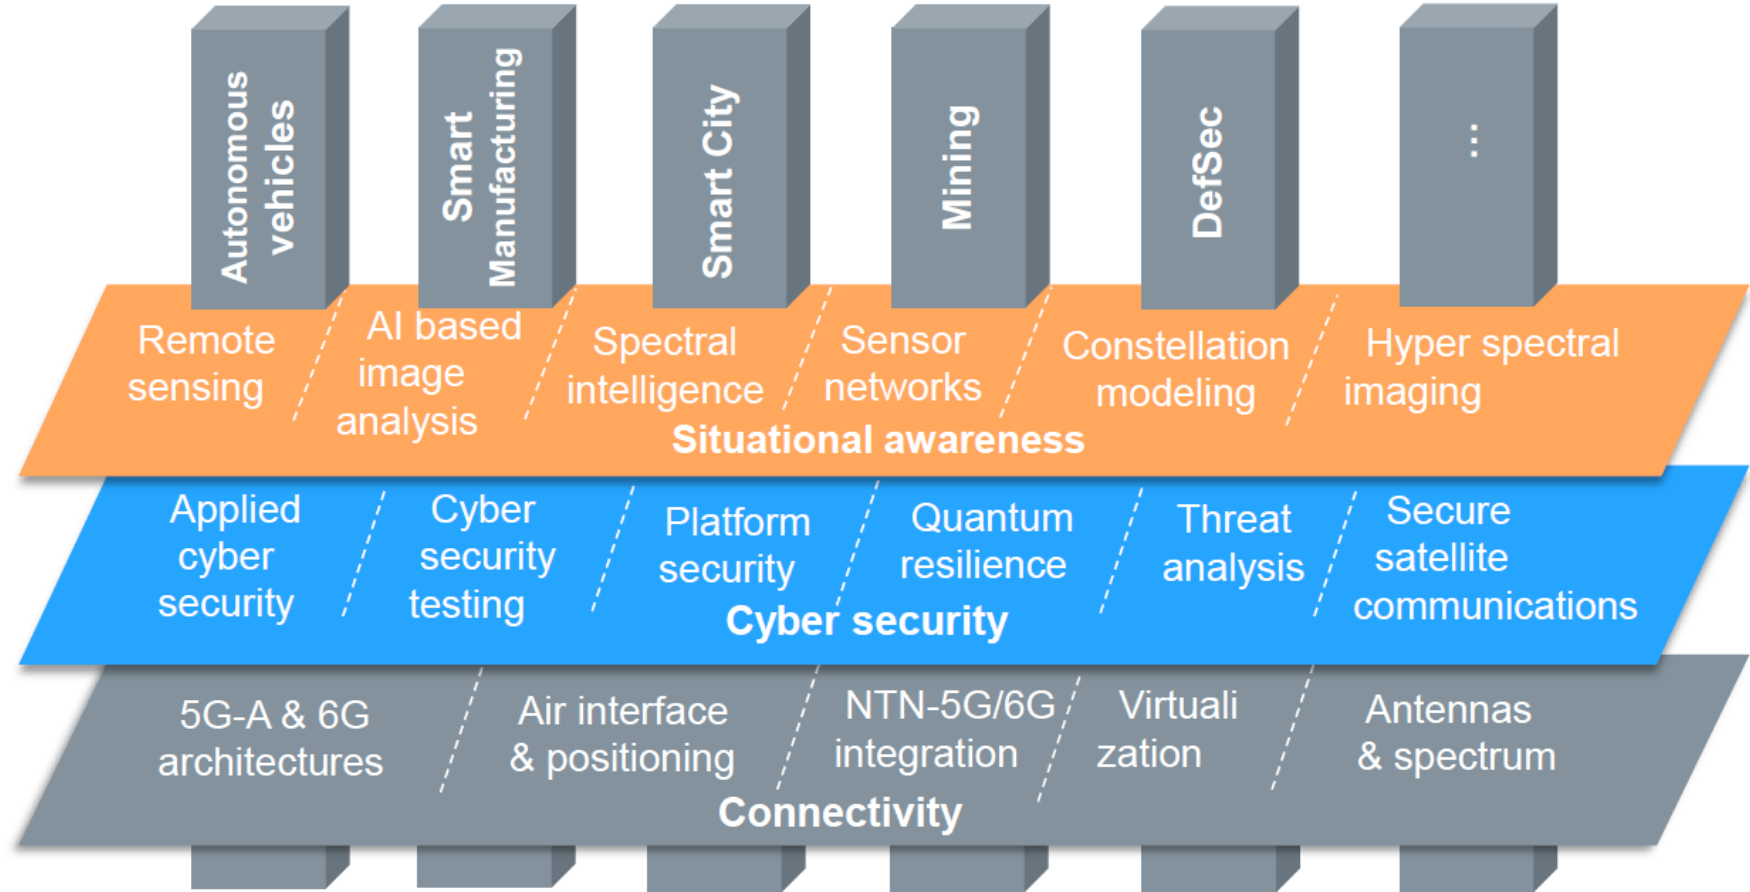 Autonomous
vehicles
Smart
Manufacturing
Smart City
Mining
DefSec
...
Remote
sensing
AI based
image
analysis
Spectral
intelligence
Sensor
networks
Constellation
modeling
Hyper spectral
imaging
Situational awareness
Applied
cyber
security
Cyber
security
testing
Platform
security
Quantum
resilience
Threat
analysis
Secure
satellite
communications
Cyber security
5G-A & 6G
architectures
Air interface
& positioning
NTN-5G/6G
integration
Virtuali
zation
Antennas
& spectrum
Connectivity